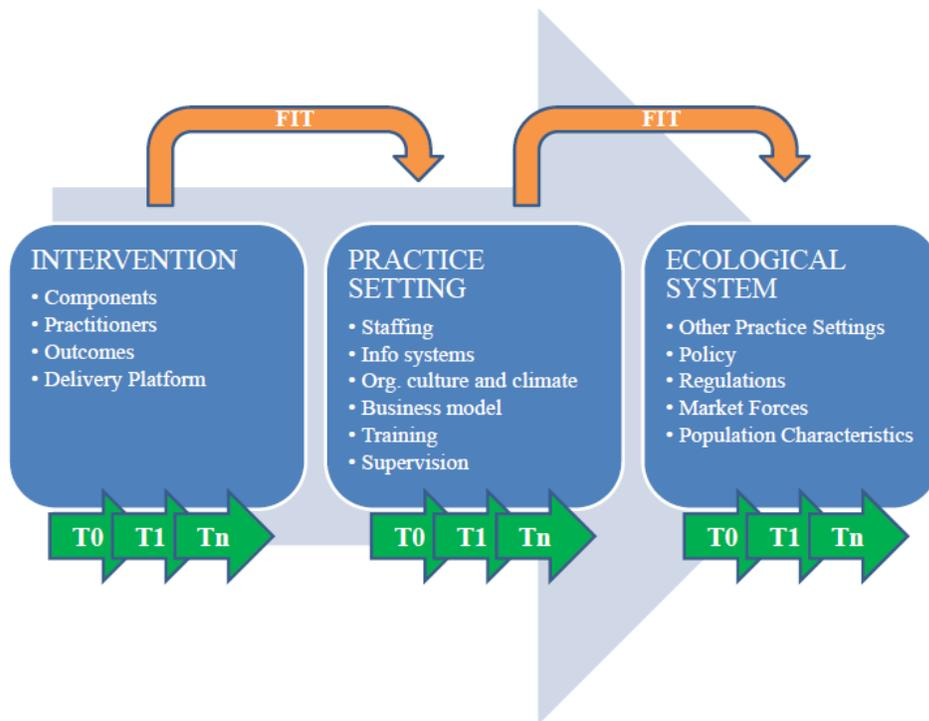 FIT
FIT
INTERVENTION
• Components
• Practitioners
• Outcomes
• Delivery Platform
PRACTICE
SETTING
• Staffing
• Info systems
• Org. culture and climate
• Business model
• Training
• Supervision
ECOLOGICAL
SYSTEM
• Other Practice Settings
• Policy
• Regulations
• Market Forces
• Population Characteristics
T0 T1 Tn
T0 T1 Tn
T0 T1 Tn